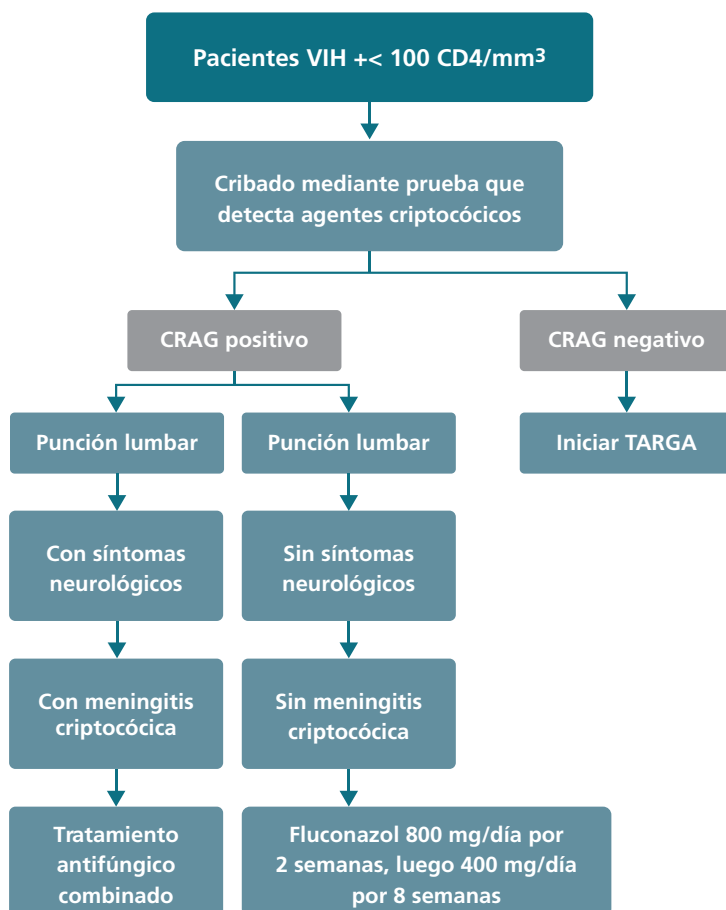 Pacientes VIH +< 100 CD4/mm3
Cribado mediante prueba que
detecta agentes criptocócicos
CRAG positivo
CRAG negativo
Punción lumbar
Punción lumbar
Iniciar TARGA
Con síntomas
neurológicos
Sin síntomas
neurológicos
Con meningitis
criptocócica
Sin meningitis
criptocócica
Tratamiento
antifúngico
combinado
Fluconazol 800 mg/día por
2 semanas, luego 400 mg/día
por 8 semanas